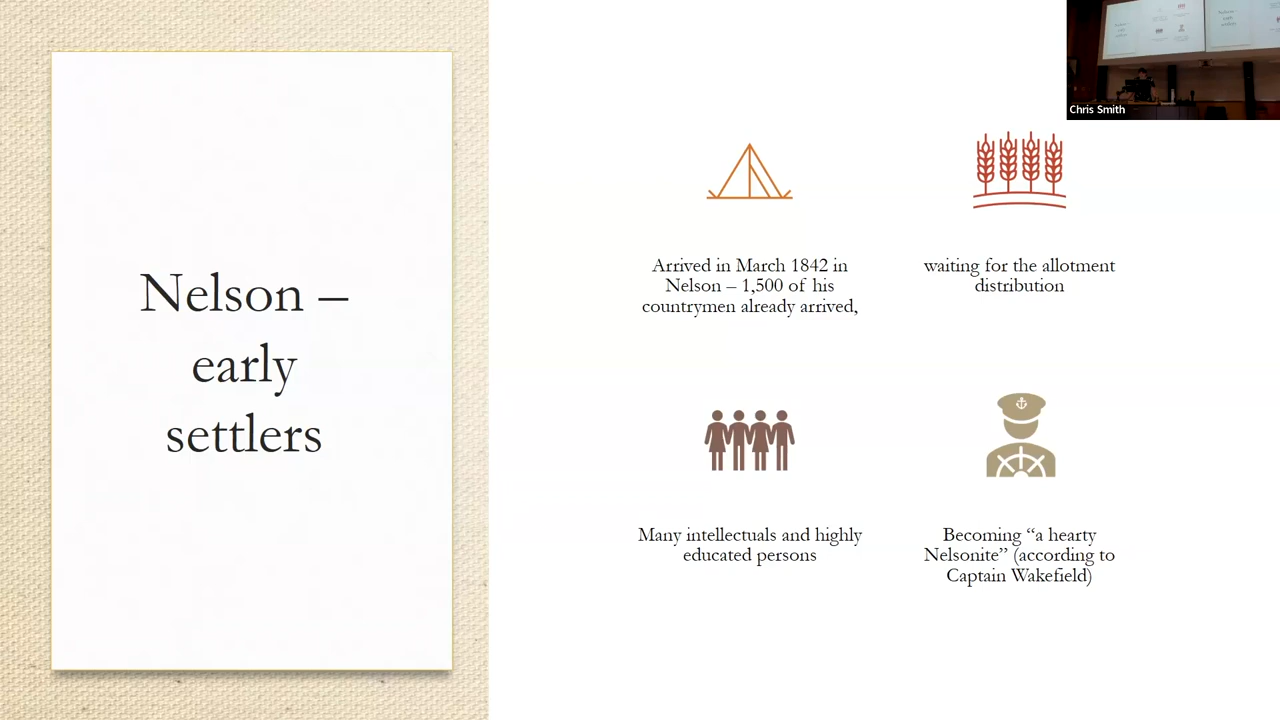 Nelson –
early
settlers
Arrived in March 1842 in
Nelson – 1,500 of his
countrymen already arrived,
waiting for the allotment
distribution
Many intellectuals and highly
educated persons
Becoming “a hearty
Nelsonite” (according to
Captain Wakefield)
Chris Smith